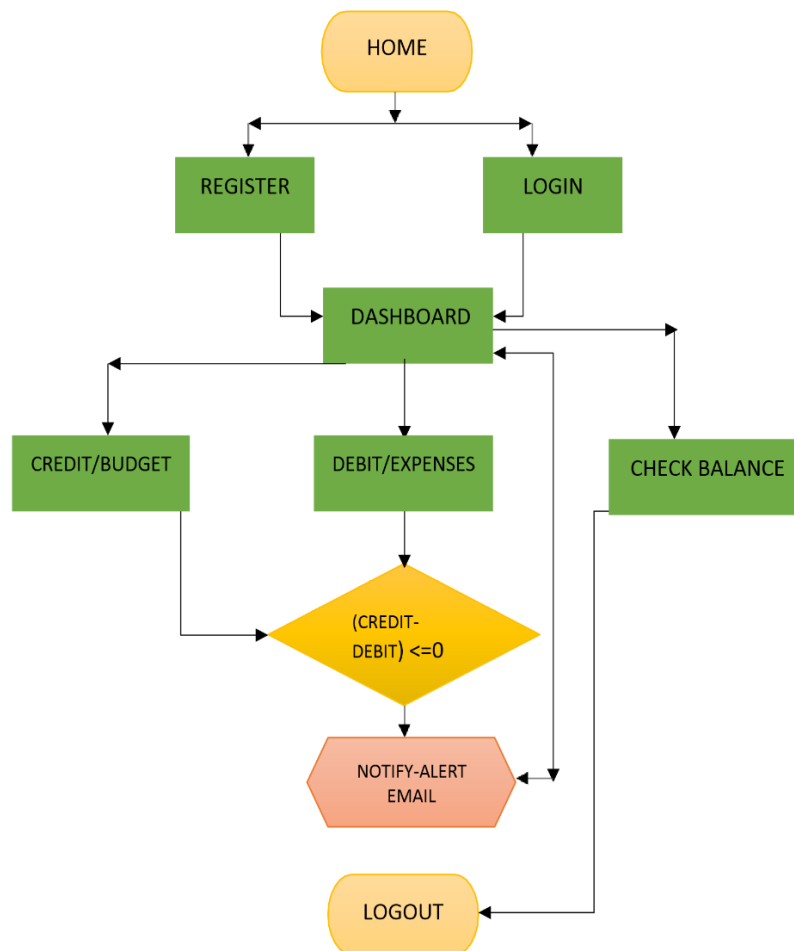 HOME
REGISTER
LOGIN
DASHBOARD
CREDIT/BUDGET
DEBIT/EXPENSES
CHECK BALANCE
(CREDIT-
DEBIT) <=0
NOTIFY-ALERT
EMAIL
LOGOUT